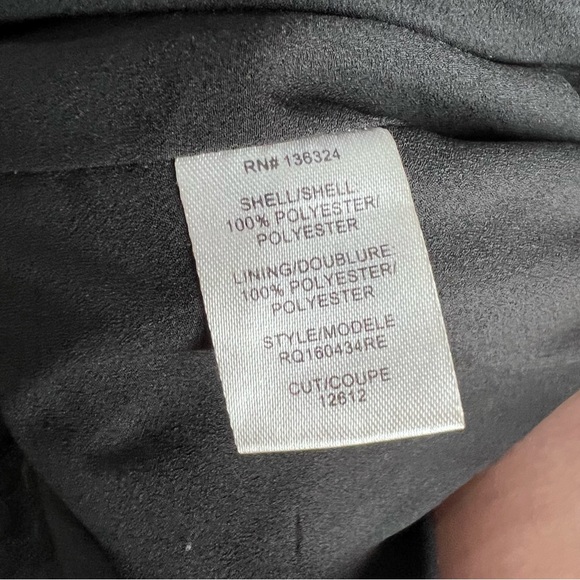 RN# 136324
SHELL/SHELL
100% POLYESTER/
POLYESTER
LINING/DOUBLURE:
100% POLYESTER/
POLYESTER
STYLE/MODELE
RQ160434RE
CUT/COUPE
12612